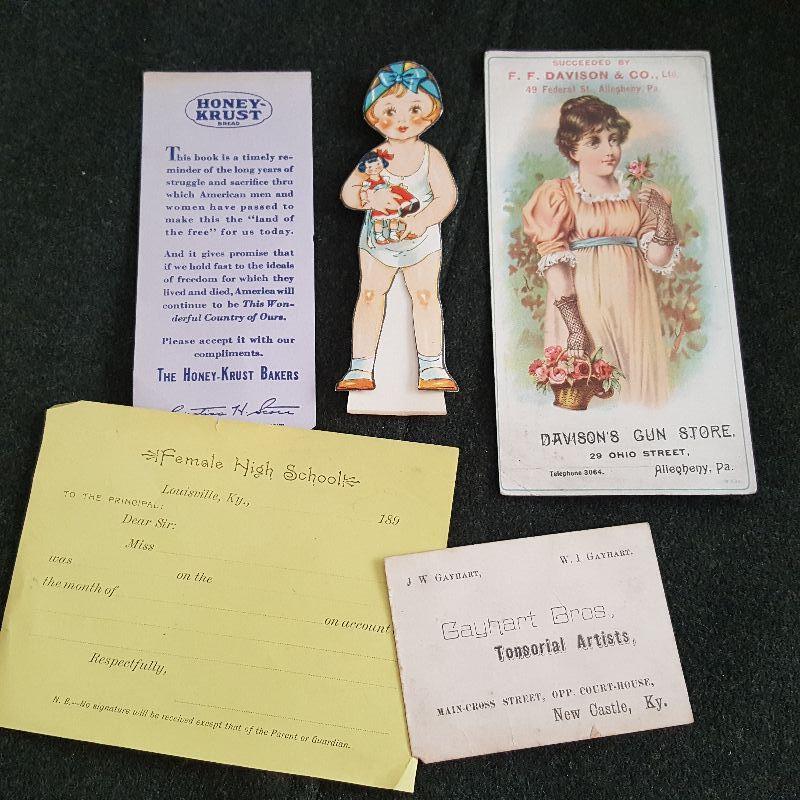 HONEY-
KRUST
BREAD
This book is a timely re-
minder of the long years of
struggle and sacrifice thru
which American men and
women have passed to
make this the "land of
the free" for us today.
And it gives promise that
if we hold fast to the ideals
of freedom for which they
lived and died, America will
continue to be This Won-
derful Country of Ours.
Please accept it with our
compliments.
THE HONEY-KRUST BAKERS
H. Scott
SUCCEEDED BY
F. F. DAVISON & CO., Ltd.
49 Federal St., Allegheny, Pa.
DAVISON'S GUN STORE,
29 OHIO STREET,
Telephone 3064. Allegheny, Pa.
Female High School
Louisville, Ky., 189
TO THE PRINCIPAL:
Dear Sir:
Miss
was on the
the month of
on account
Respectfully,
N. B.—No signature will be received except that of the Parent or Guardian.
J W GAYHART, W. I GAYHART.
Gayhart Bros.,
Tonsorial Artists,
MAIN-CROSS STREET, OPP. COURT-HOUSE,
New Castle, Ky.